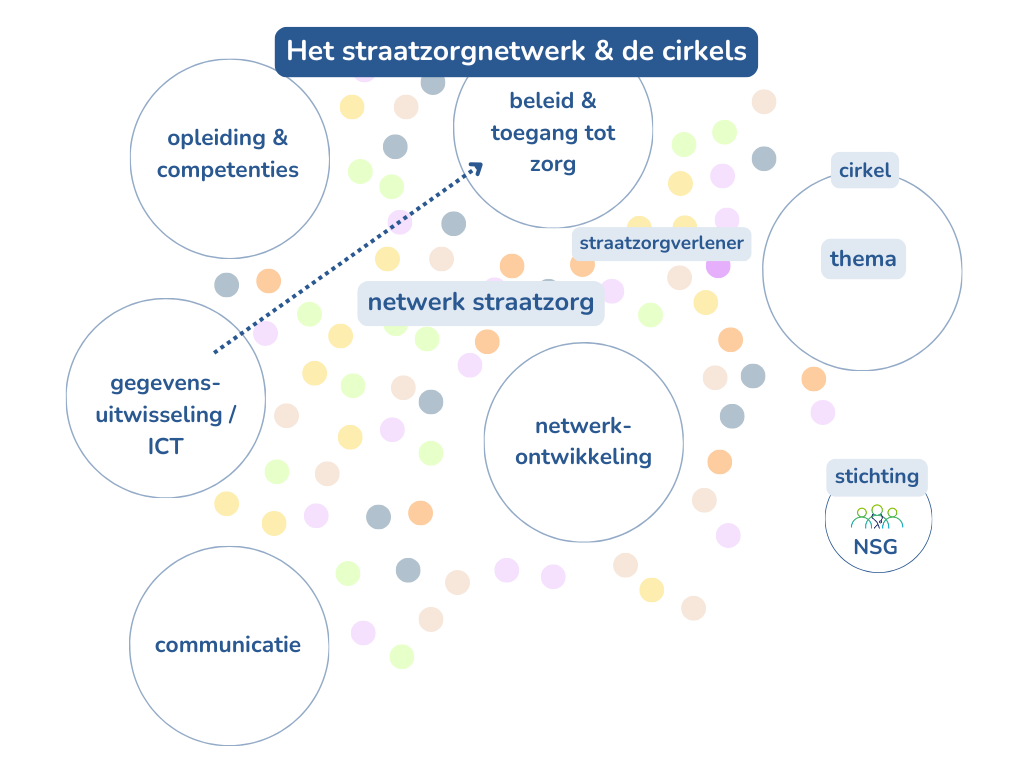 Het straatzorgnetwerk & de cirkels
opleiding &
competenties
beleid &
toegang tot
zorg
cirkel
thema
straatzorgverlener
netwerk straatzorg
gegevens-
uitwisseling /
ICT
netwerk-
ontwikkeling
stichting
NSG
communicatie